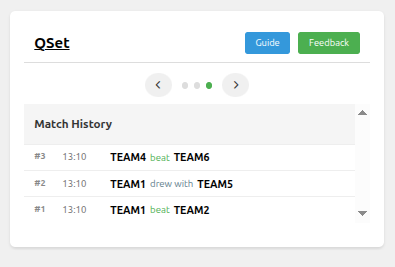 QSet
Guide
Feedback
Match History
#3 13:10 TEAM4 beat TEAM6
#2 13:10 TEAM1 drew with TEAM5
#1 13:10 TEAM1 beat TEAM2